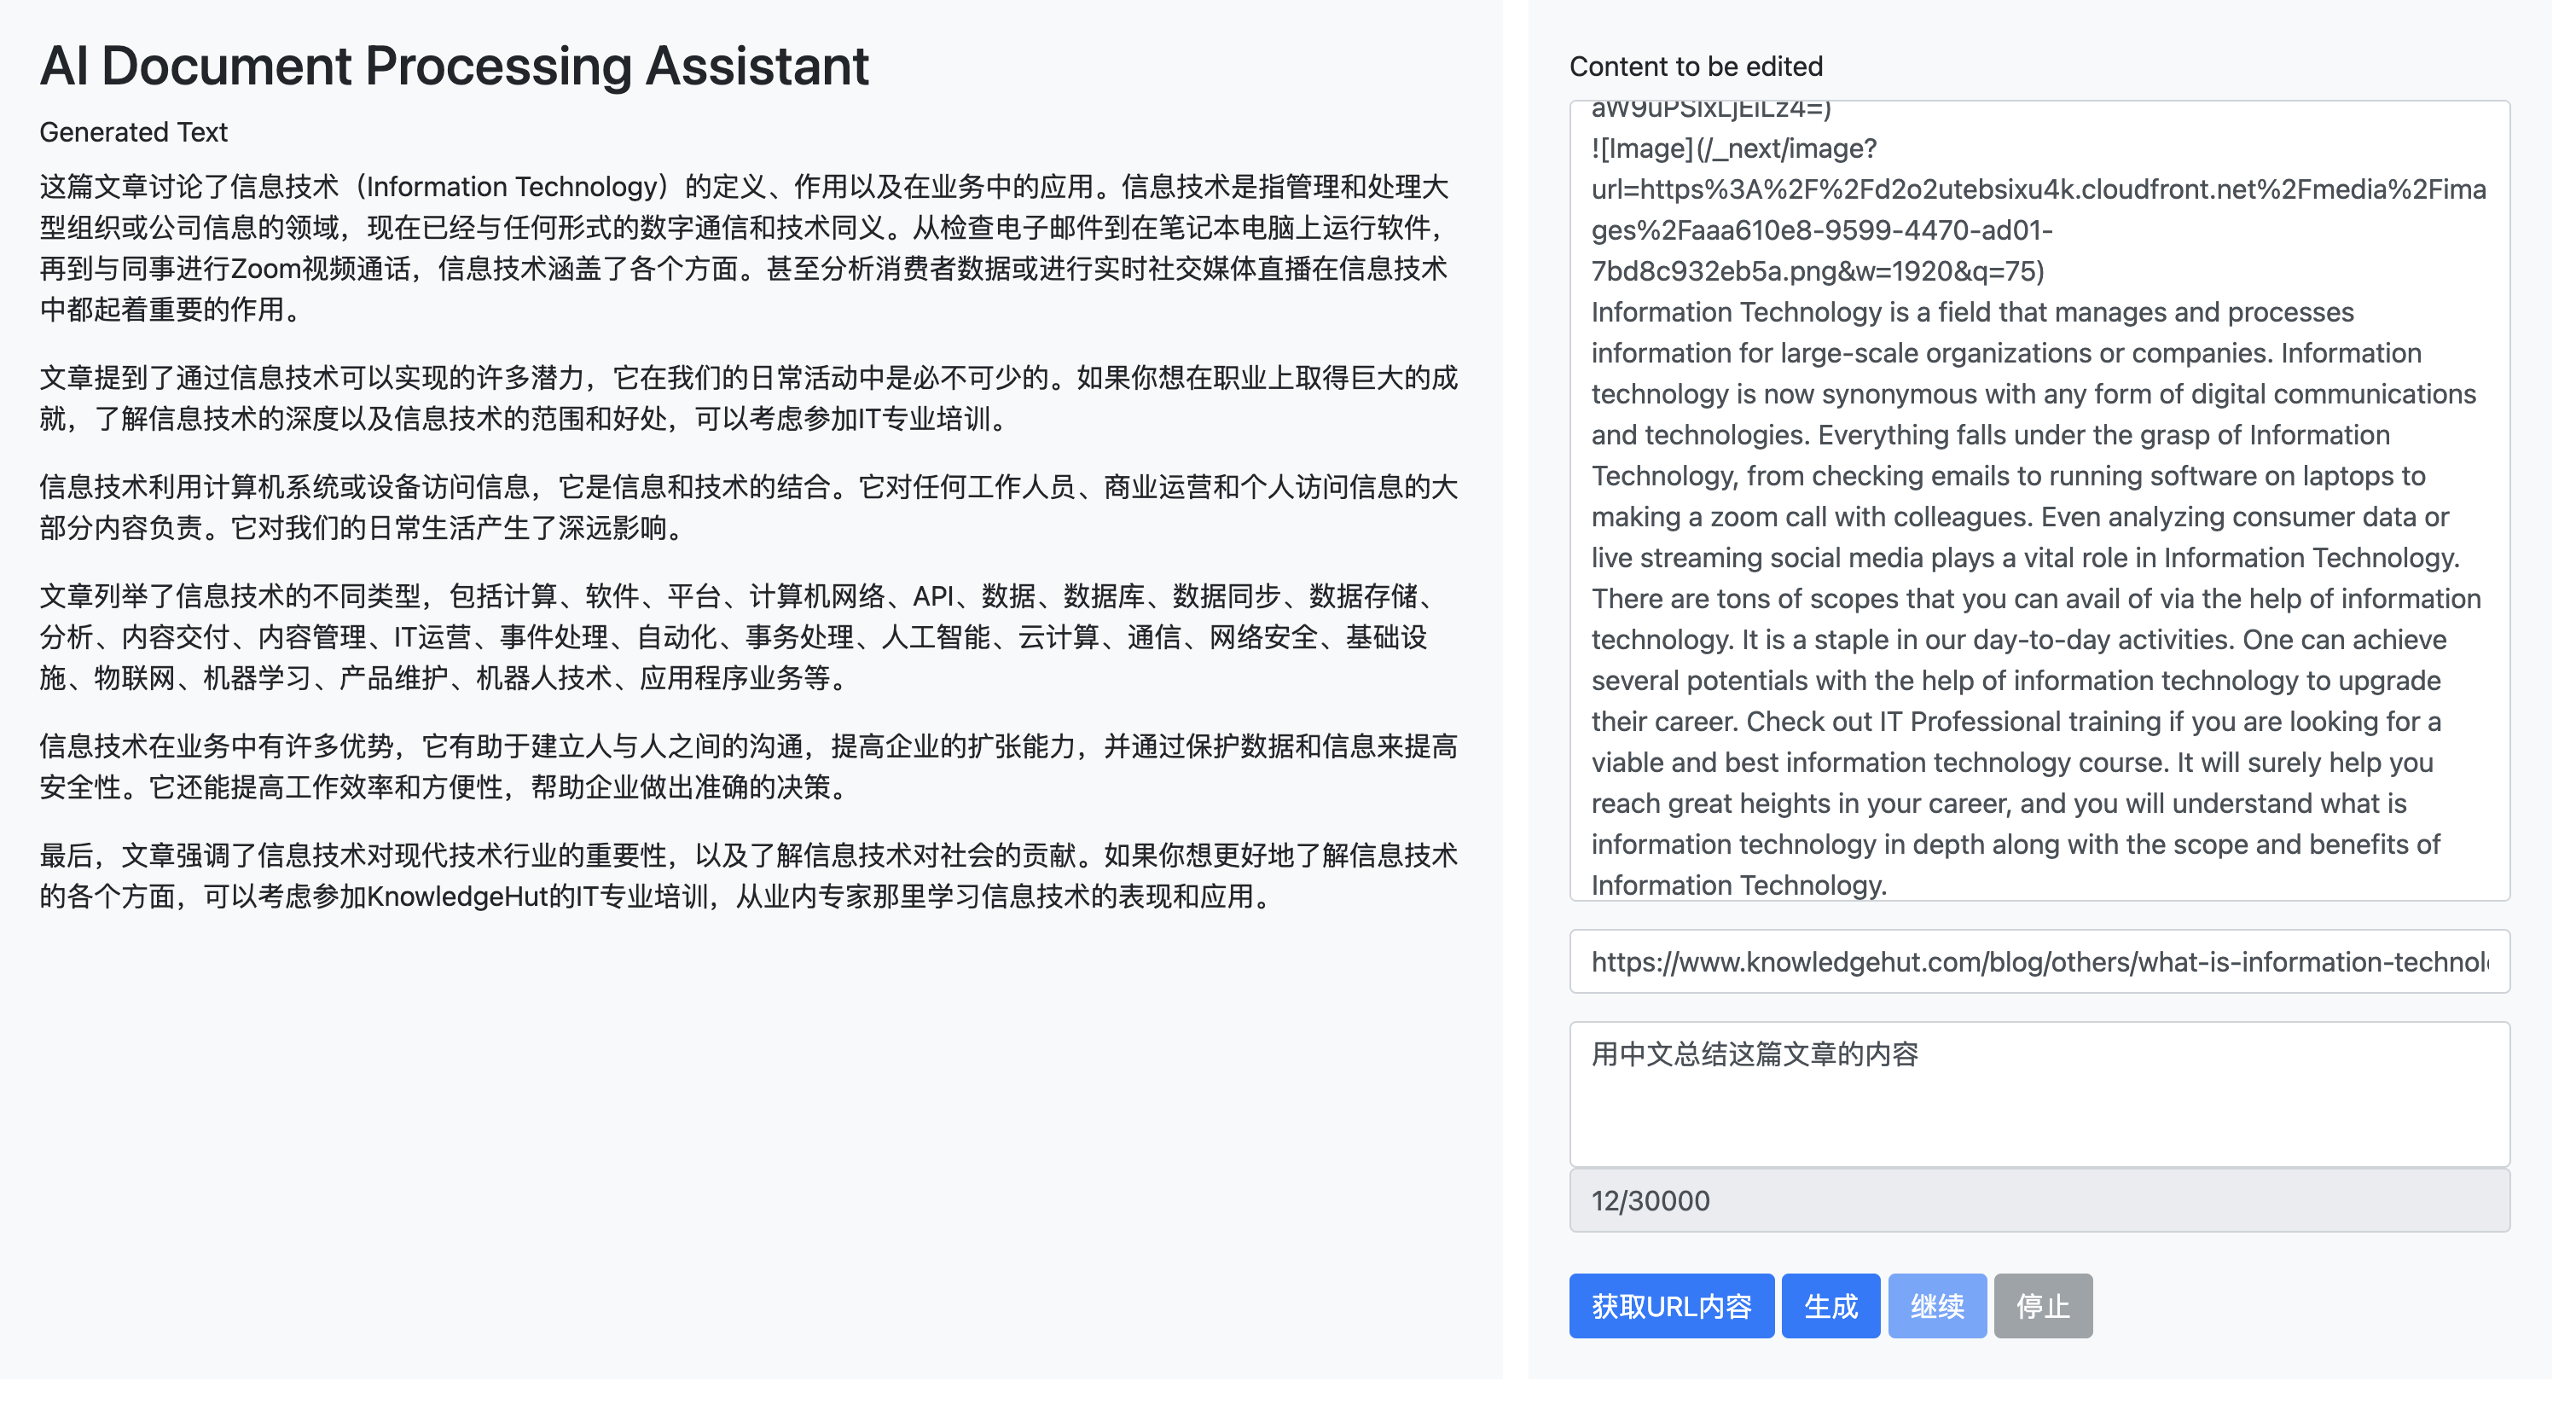 AI Document Processing Assistant
Generated Text
这篇文章讨论了信息技术（Information Technology）的定义、作用以及在业务中的应用。信息技术是指管理和处理大
型组织或公司信息的领域，现在已经与任何形式的数字通信和技术同义。从检查电子邮件到在笔记本电脑上运行软件，
再到与同事进行Zoom视频通话，信息技术涵盖了各个方面。甚至分析消费者数据或进行实时社交媒体直播在信息技术
中都起着重要的作用。
文章提到了通过信息技术可以实现的许多潜力，它在我们的日常活动中是必不可少的。如果你想在职业上取得巨大的成
就，了解信息技术的深度以及信息技术的范围和好处，可以考虑参加IT专业培训。
信息技术利用计算机系统或设备访问信息，它是信息和技术的结合。它对任何工作人员、商业运营和个人访问信息的大
部分内容负责。它对我们的日常生活产生了深远影响。
文章列举了信息技术的不同类型，包括计算、软件、平台、计算机网络、API、数据、数据库、数据同步、数据存储、
分析、内容交付、内容管理、IT运营、事件处理、自动化、事务处理、人工智能、云计算、通信、网络安全、基础设
施、物联网、机器学习、产品维护、机器人技术、应用程序业务等。
信息技术在业务中有许多优势，它有助于建立人与人之间的沟通，提高企业的扩张能力，并通过保护数据和信息来提高
安全性。它还能提高工作效率和方便性，帮助企业做出准确的决策。
最后，文章强调了信息技术对现代技术行业的重要性，以及了解信息技术对社会的贡献。如果你想更好地了解信息技术
的各个方面，可以考虑参加KnowledgeHut的IT专业培训，从业内专家那里学习信息技术的表现和应用。
Content to be edited
![Image](/_next/image?
url=https%3A%2F%2Fd2o2utebsixu4k.cloudfront.net%2Fmedia%2Fima
ges%2Faaa610e8-9599-4470-ad01-
7bd8c932eb5a.png&w=1920&q=75)
Information Technology is a field that manages and processes
information for large-scale organizations or companies. Information
technology is now synonymous with any form of digital communications
and technologies. Everything falls under the grasp of Information
Technology, from checking emails to running software on laptops to
making a zoom call with colleagues. Even analyzing consumer data or
live streaming social media plays a vital role in Information Technology.
There are tons of scopes that you can avail of via the help of information
technology. It is a staple in our day-to-day activities. One can achieve
several potentials with the help of information technology to upgrade
their career. Check out IT Professional training if you are looking for a
viable and best information technology course. It will surely help you
reach great heights in your career, and you will understand what is
information technology in depth along with the scope and benefits of
Information Technology.
https://www.knowledgehut.com/blog/others/what-is-information-technol
用中文总结这篇文章的内容
12/30000
获取URL内容 生成 继续 停止